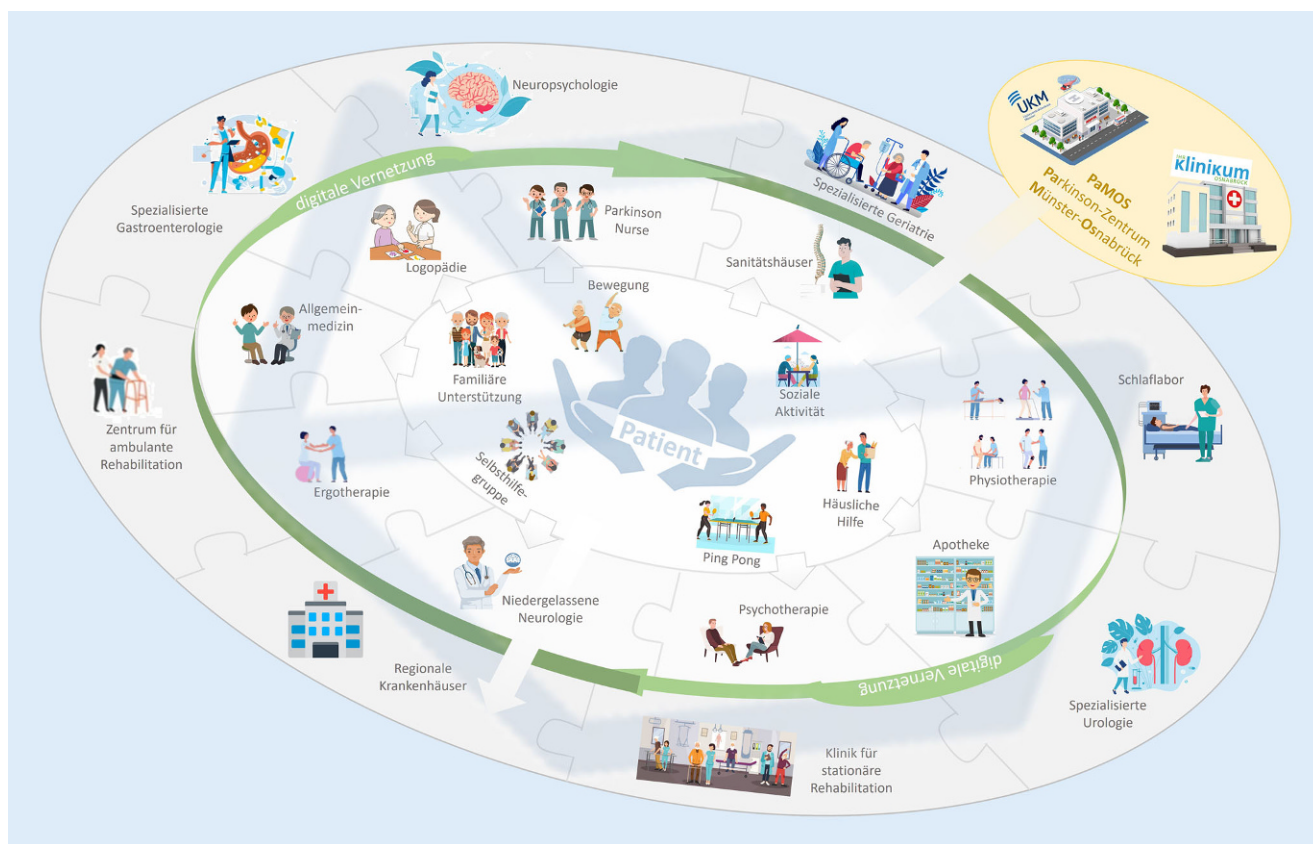 Neuropsychologie
Spezialisierte
Gastroenterologie
digitale Vernetzung
Spezialisierte Geriatrie
UKM
Klinikum
OSNABRÜCK
PaMOS
Parkinson-Zentrum
Münster-Osnabrück
Logopädie
Parkinson
Nurse
Sanitätshäuser
Allgemein-
medizin
Bewegung
Familiäre
Unterstützung
Soziale
Aktivität
Schlaflabor
Zentrum für
ambulante
Rehabilitation
Ergotherapie
Selbsthilfe-
gruppe
Patient
Häusliche
Hilfe
Physiotherapie
Ping Pong
Apotheke
Niedergelassene
Neurologie
Psychotherapie
Regionale
Krankenhäuser
digitale Vernetzung
Spezialisierte
Urologie
Klinik für
stationäre
Rehabilitation